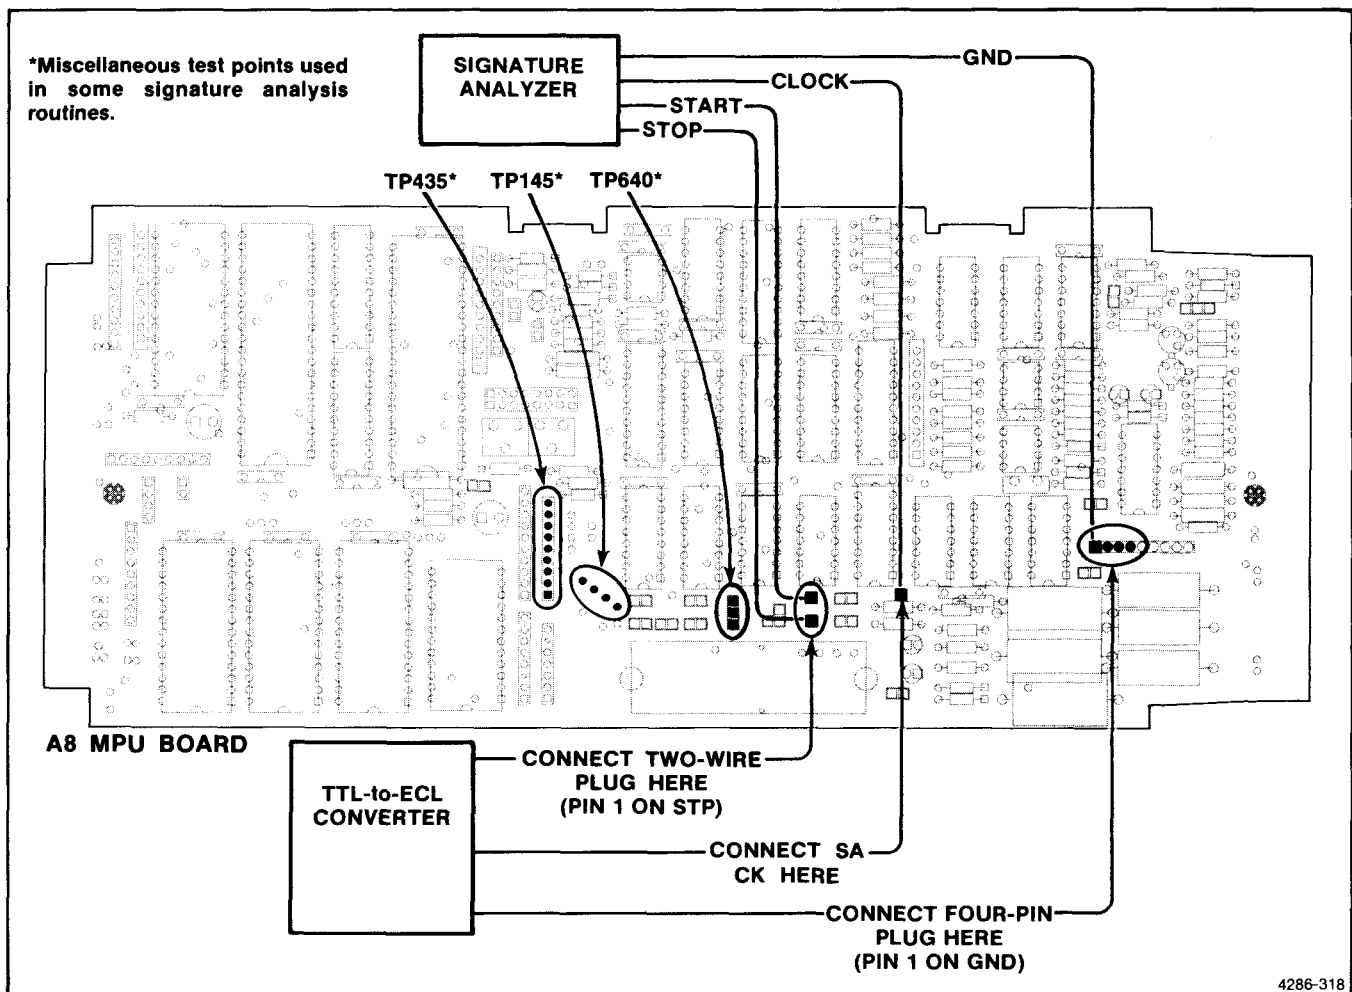 *Miscellaneous test points used
in some signature analysis
routines.
SIGNATURE
ANALYZER
GND
CLOCK
START
STOP
TP435*
TP145*
TP640*
A8 MPU BOARD
TTL-to-ECL
CONVERTER
CONNECT TWO-WIRE
PLUG HERE
(PIN 1 ON STP)
CONNECT SA
CK HERE
CONNECT FOUR-PIN
PLUG HERE
(PIN 1 ON GND)
4286-318